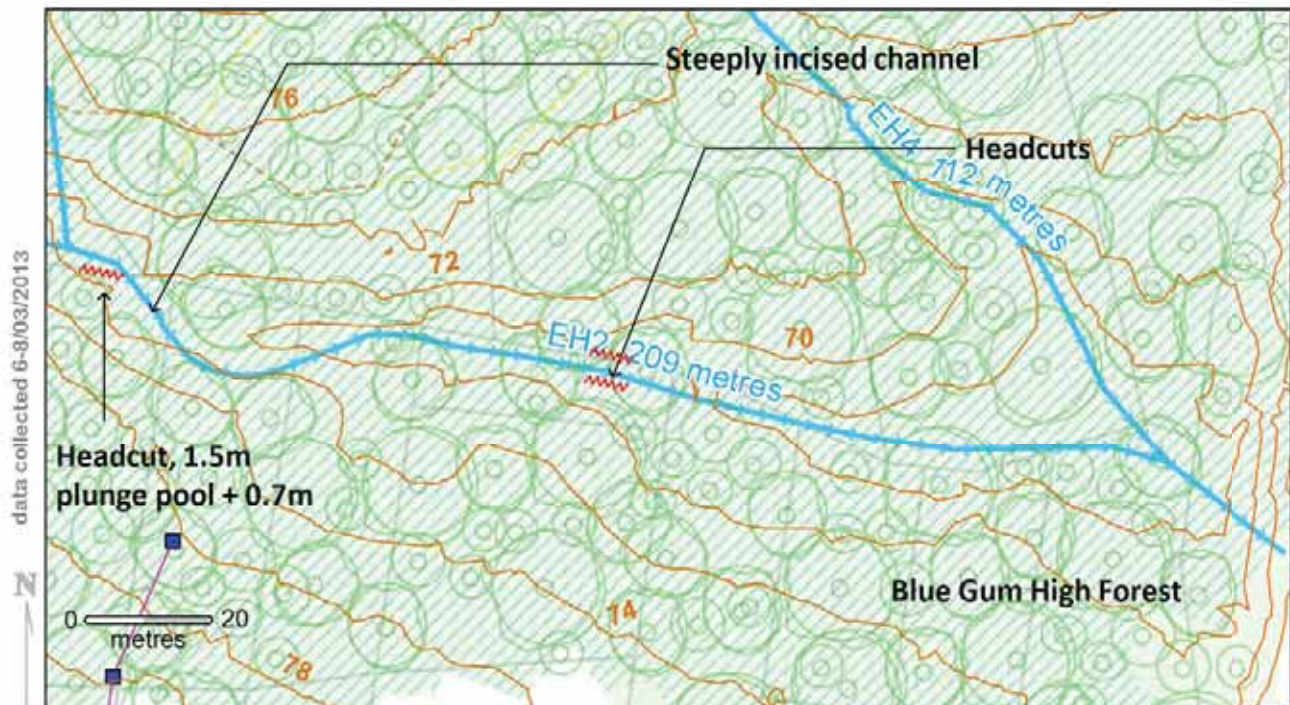 Steeply incised channel
76
Headcuts
EH4 112 metres
72
70
EH2 209 metres
data collected 6-8/03/2013
Headcut, 1.5m
plunge pool + 0.7m
N
0 20
metres
Blue Gum High Forest
74
78